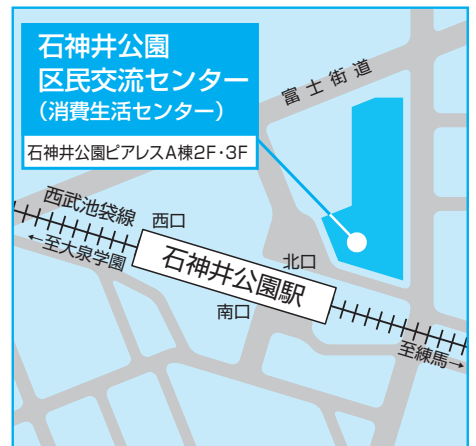 石神井公園
区民交流センター
（消費生活センター）
石神井公園ピアレスA棟2F・3F
富士街道
西武池袋線
西口
←至大泉学園
石神井公園駅
北口
南口
至練馬→